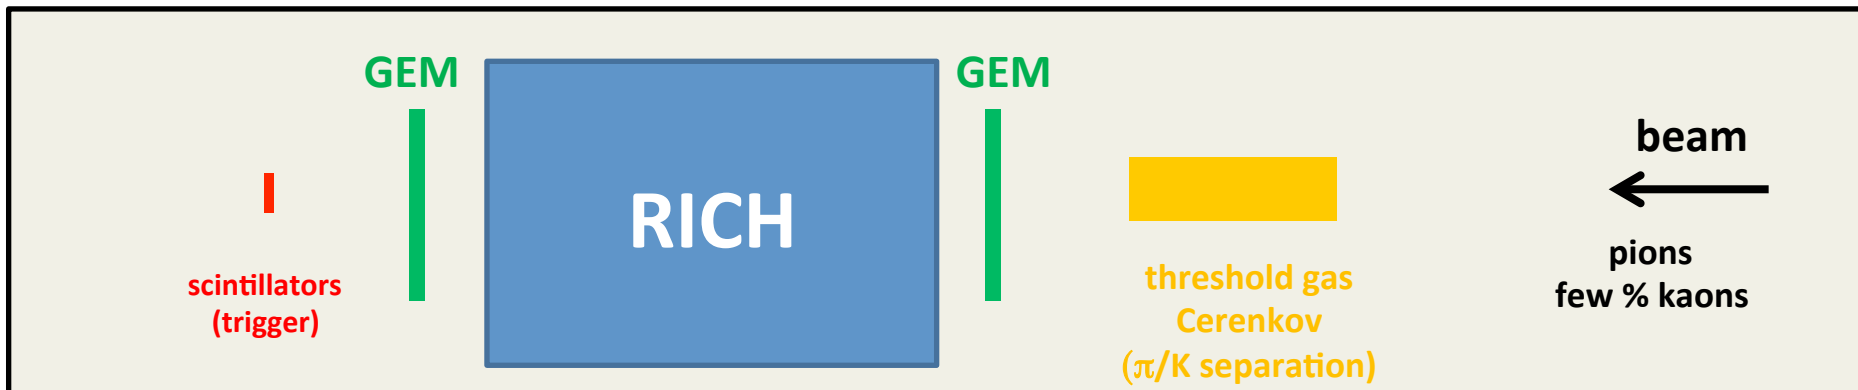 GEM
GEM
RICH
beam
pions
few % kaons
threshold gas
Cerenkov
(π/K separation)
scintillators
(trigger)